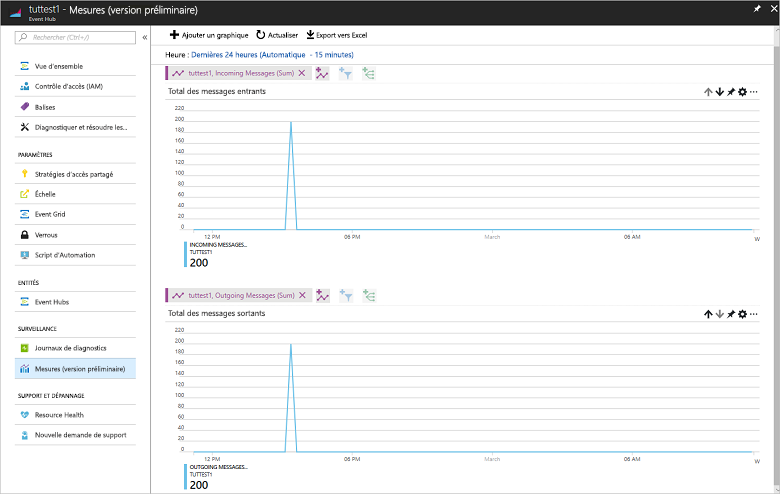 tuttest1 - Mesures (version préliminaire)
Event Hub
Rechercher (Ctrl+/)
Vue d'ensemble
Contrôle d'accès (IAM)
Balises
Diagnostiquer et résoudre les...
PARAMÈTRES
Stratégies d'accès partagé
Échelle
Event Grid
Verrous
Script d'Automation
ENTITÉS
Event Hubs
SURVEILLANCE
Journaux de diagnostics
Mesures (version préliminaire)
SUPPORT ET DÉPANNAGE
Resource Health
Nouvelle demande de support
Ajouter un graphique Actualiser Export vers Excel
Heure : Dernières 24 heures (Automatique - 15 minutes)
tuttest1, Incoming Messages (Sum)
Total des messages entrants
220
200
180
160
140
120
100
80
60
40
20
0
12 PM 06 PM March 06 AM W
INCOMING MESSAGES...
TUTTEST1
200
tuttest1, Outgoing Messages (Sum)
Total des messages sortants
220
200
180
160
140
120
100
80
60
40
20
0
12 PM 06 PM March 06 AM W
OUTGOING MESSAGES...
TUTTEST1
200